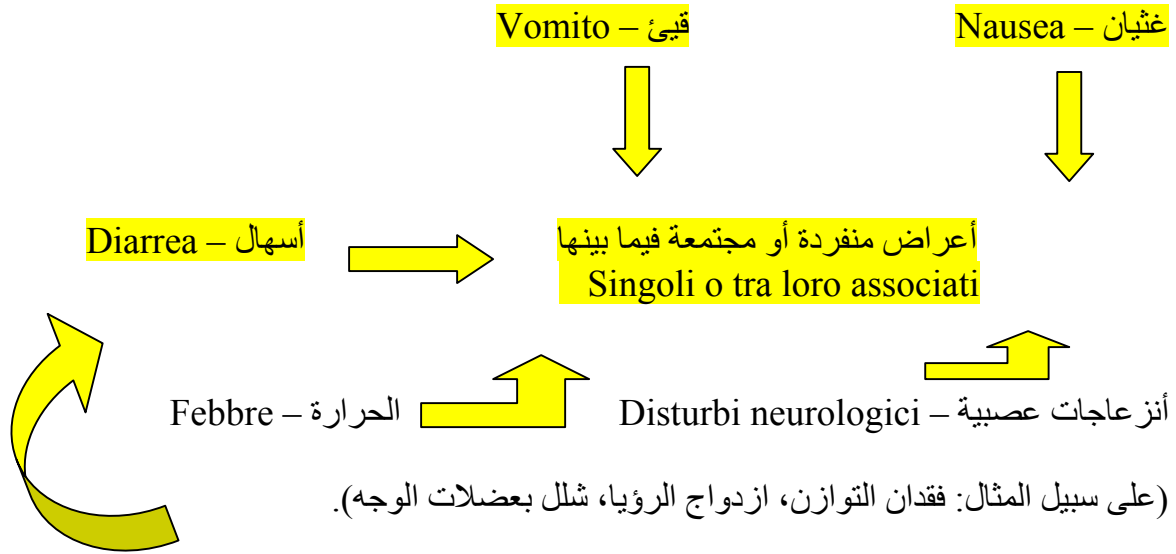 غثيان – Nausea
قيئ – Vomito
أسهال – Diarrea
أعراض منفردة أو مجتمعة فيما بينها
Singoli o tra loro associati
أنزعاجات عصبية – Disturbi neurologici
الحرارة – Febbre
(على سبيل المثال: فقدان التوازن، ازدواج الرؤيا، شلل بعضلات الوجه).